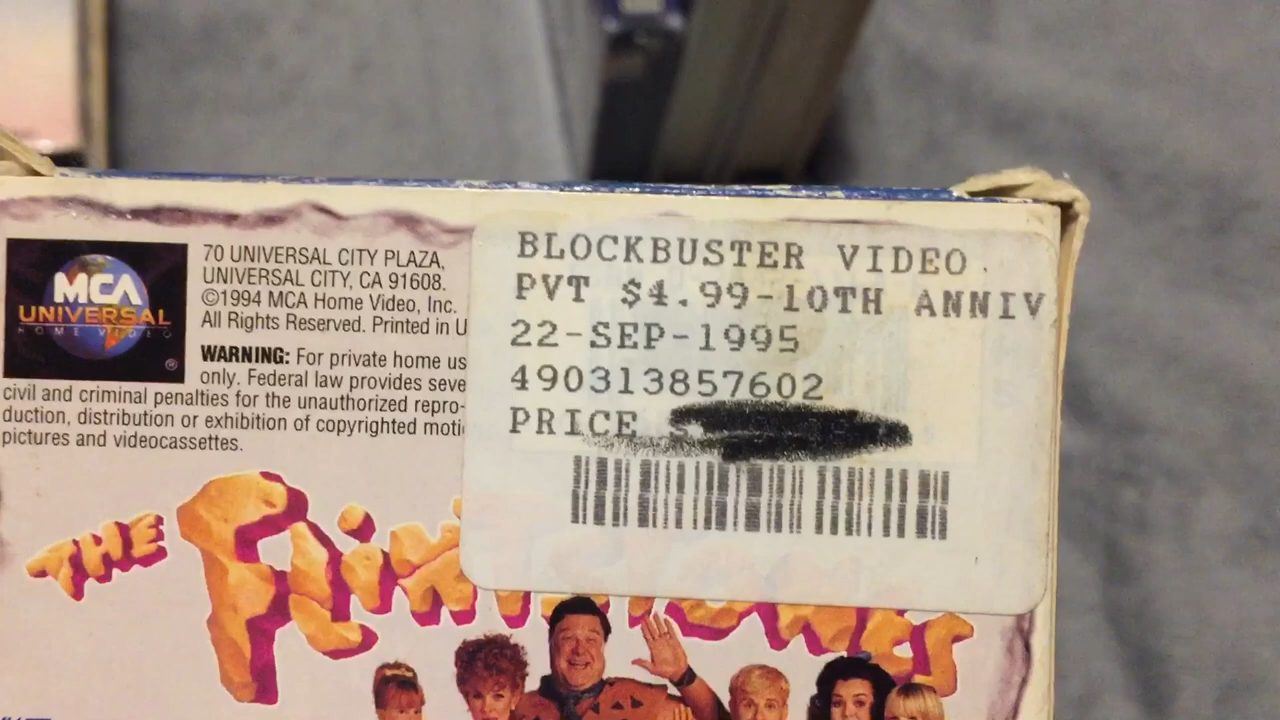 MCA
UNIVERSAL
HOME VIDEO
®
70 UNIVERSAL CITY PLAZA,
UNIVERSAL CITY, CA 91608.
©1994 MCA Home Video, Inc.
All Rights Reserved. Printed in U
WARNING: For private home us
only. Federal law provides seve
civil and criminal penalties for the unauthorized repro-
duction, distribution or exhibition of copyrighted moti
pictures and videocassettes.
BLOCKBUSTER VIDEO
PVT $4.99-10TH ANNIV
22-SEP-1995
490313857602
PRICE
THE